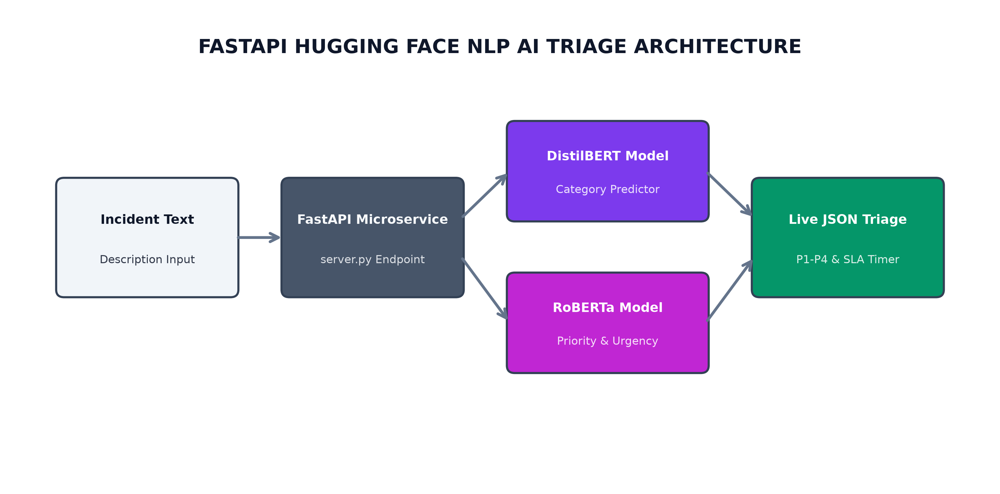 FASTAPI HUGGING FACE NLP AI TRIAGE ARCHITECTURE
Incident Text
Description Input
FastAPI Microservice
server.py Endpoint
DistilBERT Model
Category Predictor
RoBERTa Model
Priority & Urgency
Live JSON Triage
P1-P4 & SLA Timer